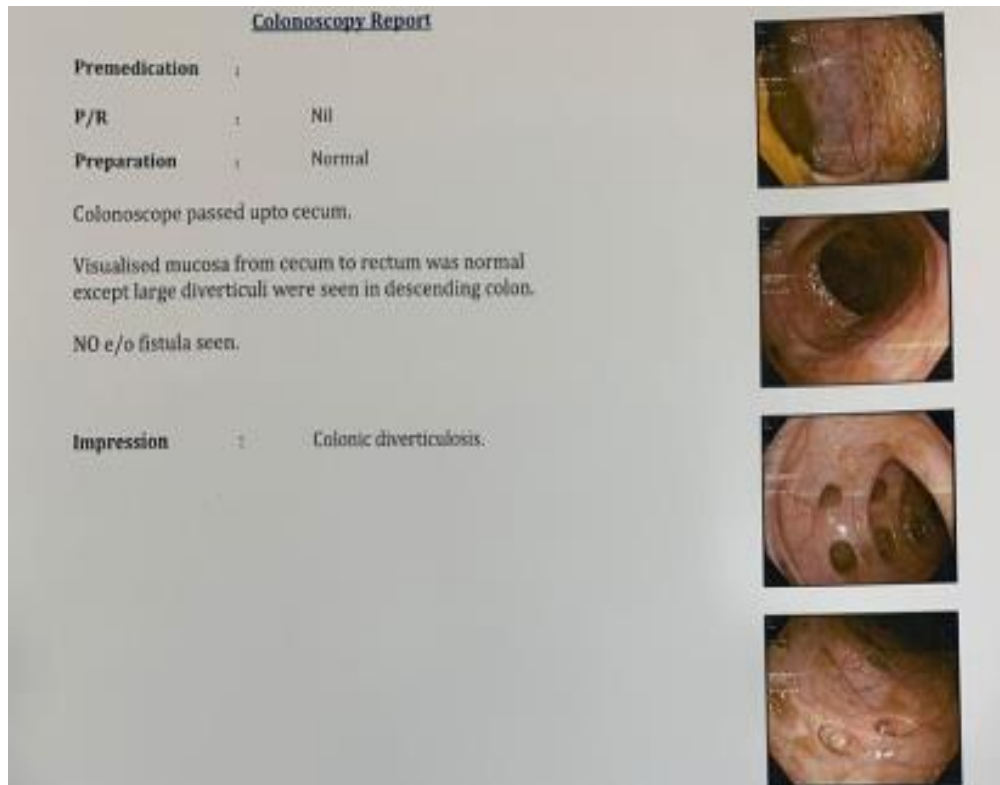 Colonoscopy Report
Premedication :
P/R : Nil
Preparation : Normal
Colonoscope passed upto cecum.
Visualised mucosa from cecum to rectum was normal
except large diverticuli were seen in descending colon.
NO e/o fistula seen.
Impression : Colonic diverticulosis.